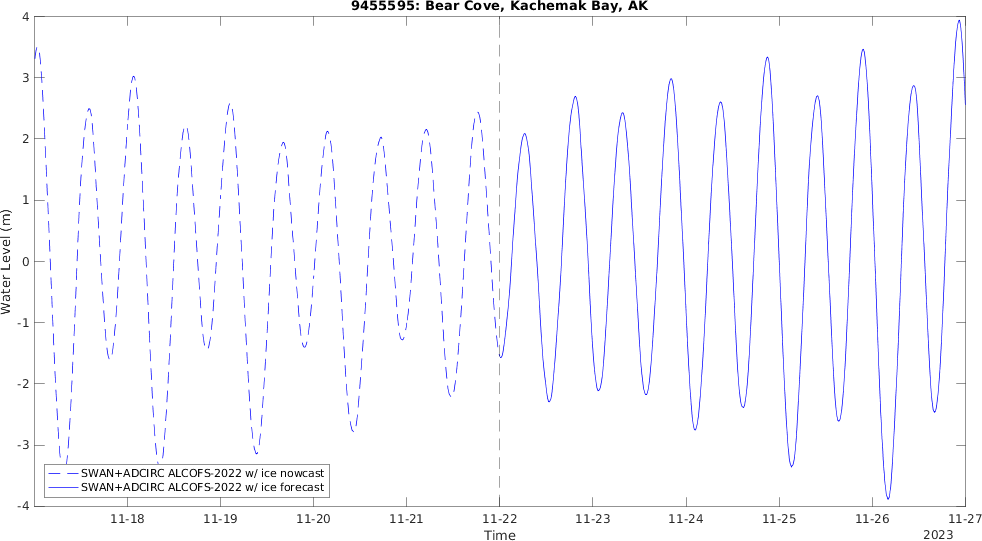 9455595: Bear Cove, Kachemak Bay, AK
4
3
2
1
0
-1
-2
-3
-4
Water Level (m)
SWAN+ADCIRC ALCOFS-2022 w/ ice nowcast
SWAN+ADCIRC ALCOFS-2022 w/ ice forecast
11-18 11-19 11-20 11-21 11-22 11-23 11-24 11-25 11-26 11-27
Time
2023